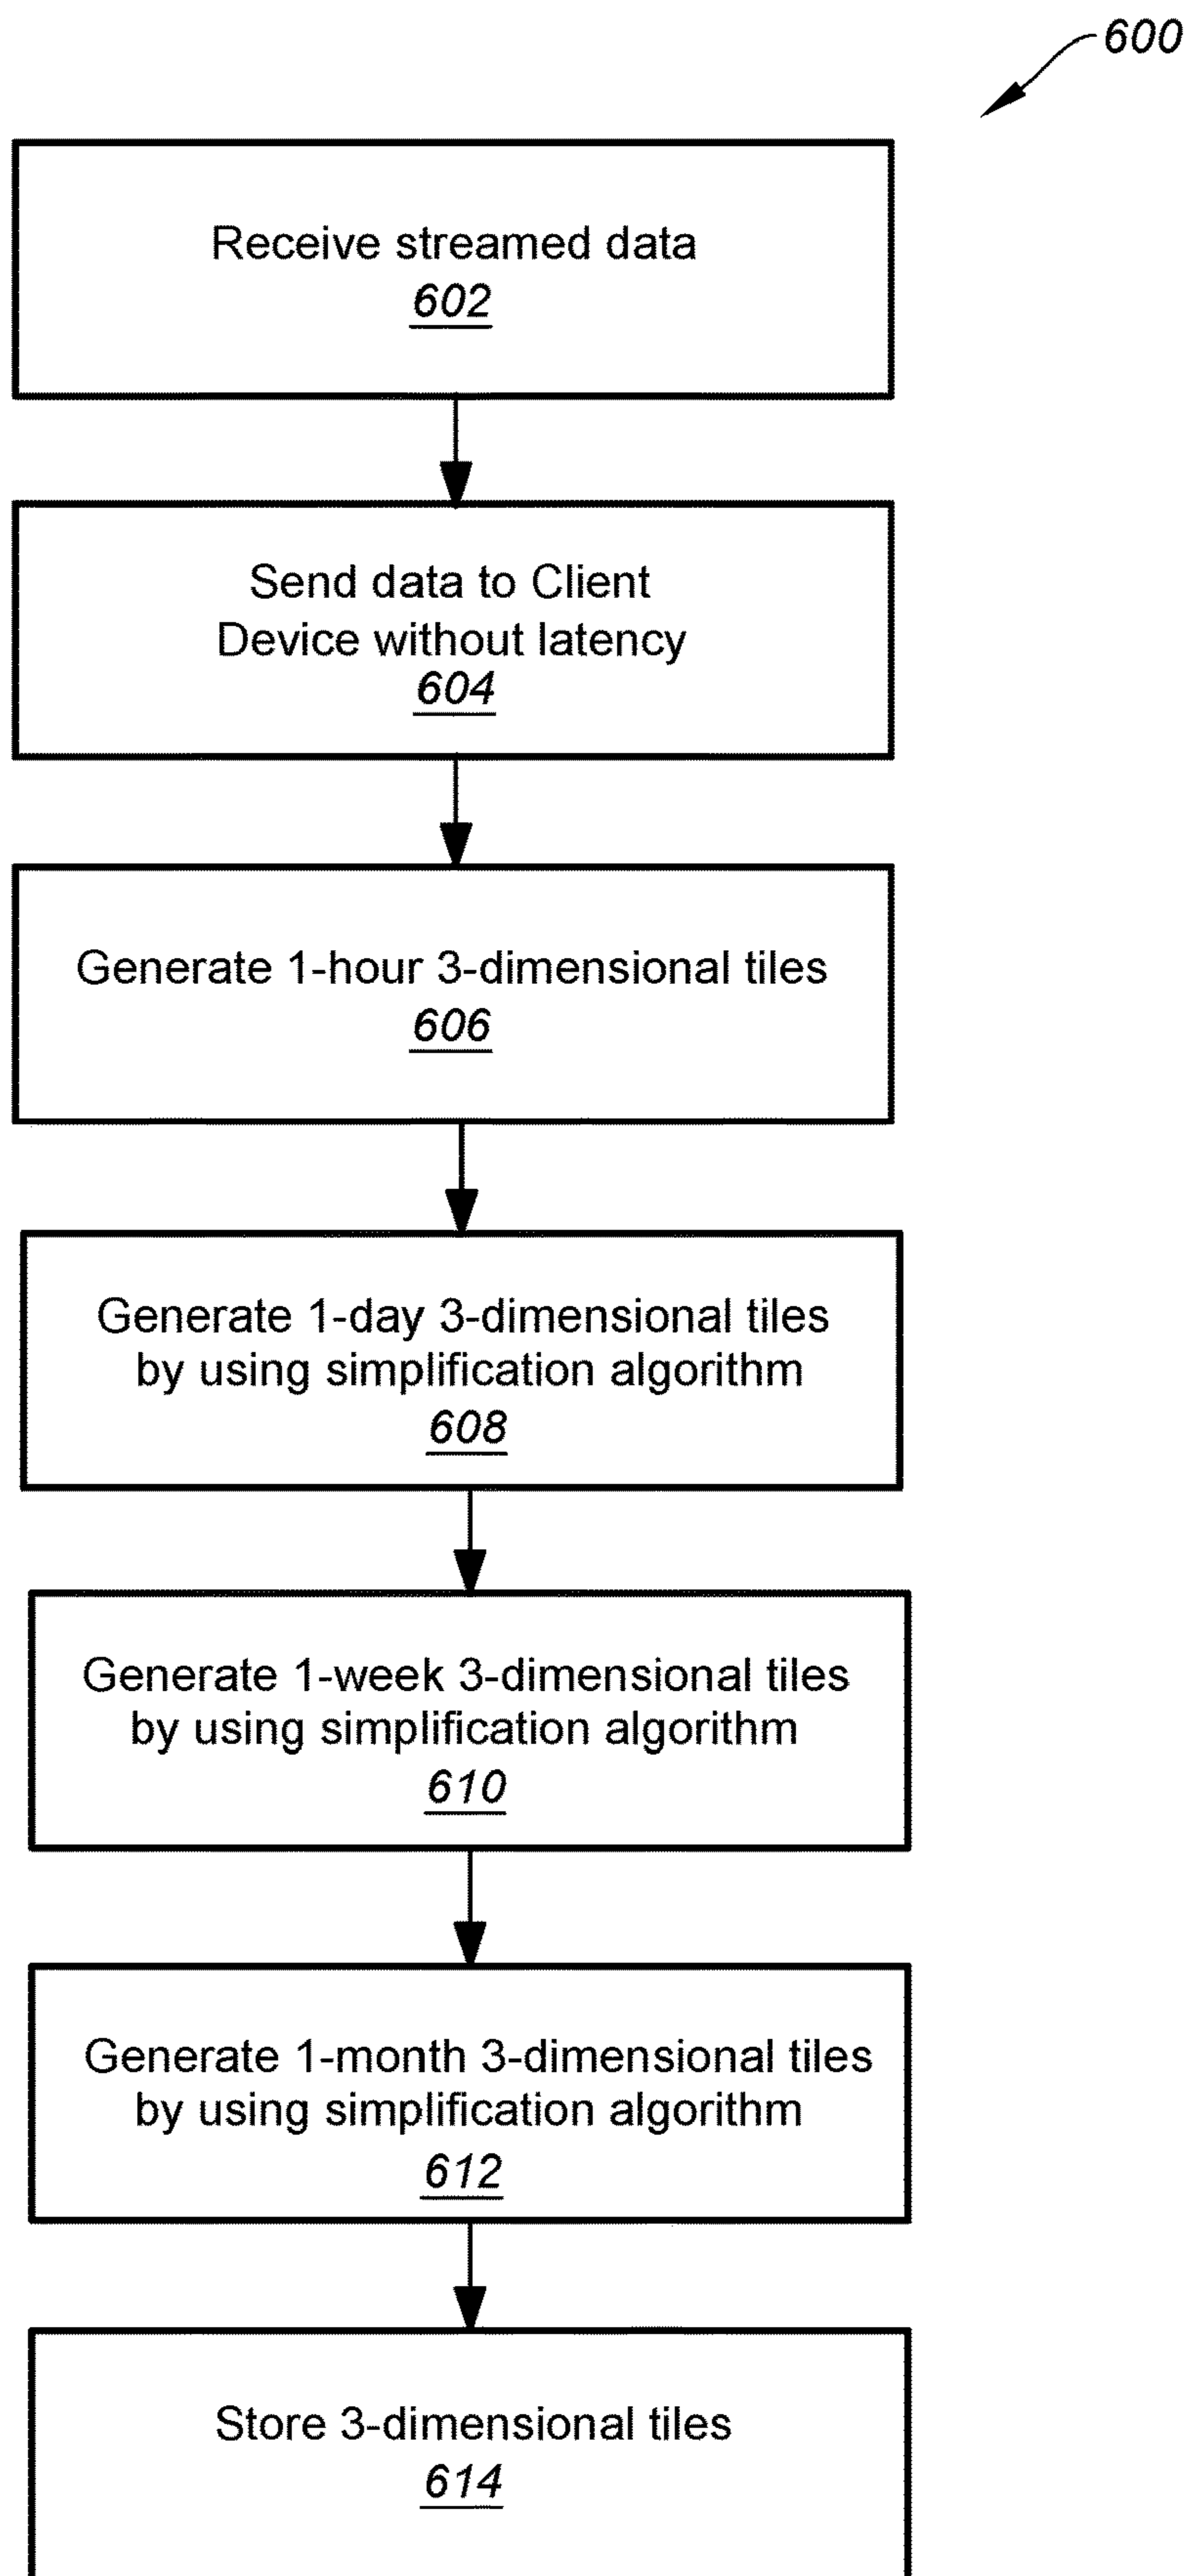 600
Receive streamed data
602
Send data to Client
Device without latency
604
Generate 1-hour 3-dimensional tiles
606
Generate 1-day 3-dimensional tiles
by using simplification algorithm
608
Generate 1-week 3-dimensional tiles
by using simplification algorithm
610
Generate 1-month 3-dimensional tiles
by using simplification algorithm
612
Store 3-dimensional tiles
614